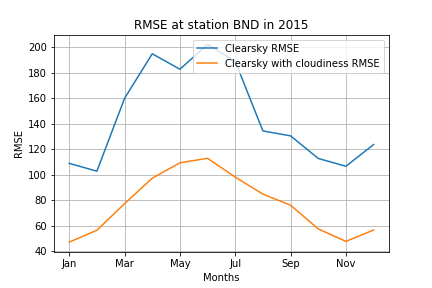 RMSE at station BND in 2015
Clearsky RMSE
Clearsky with cloudiness RMSE
RMSE
200
180
160
140
120
100
80
60
40
Jan Mar May Jul Sep Nov
Months